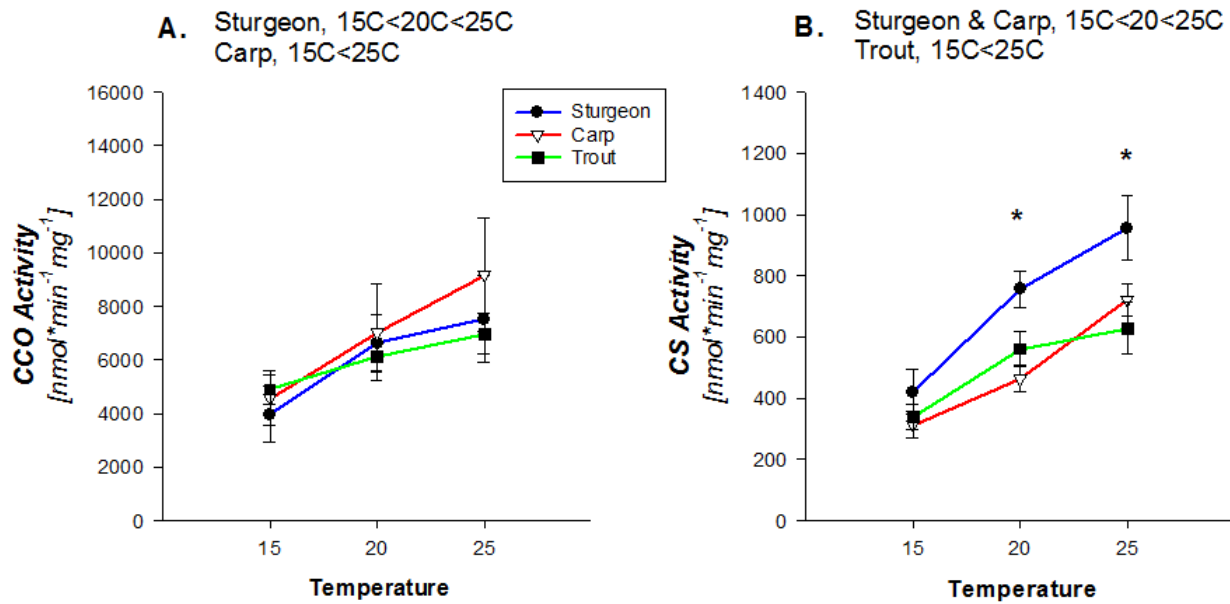 A. Sturgeon, 15C<20C<25C
Carp, 15C<25C
16000
14000
12000
10000
8000
6000
4000
2000
0
CCO Activity
[nmol*min⁻¹ mg⁻¹]
15 20 25
Temperature
Sturgeon
Carp
Trout
B. Sturgeon & Carp, 15C<20<25C
Trout, 15C<25C
1400
1200
1000
800
600
400
200
0
CS Activity
[nmol*min⁻¹ mg⁻¹]
*
*
15 20 25
Temperature